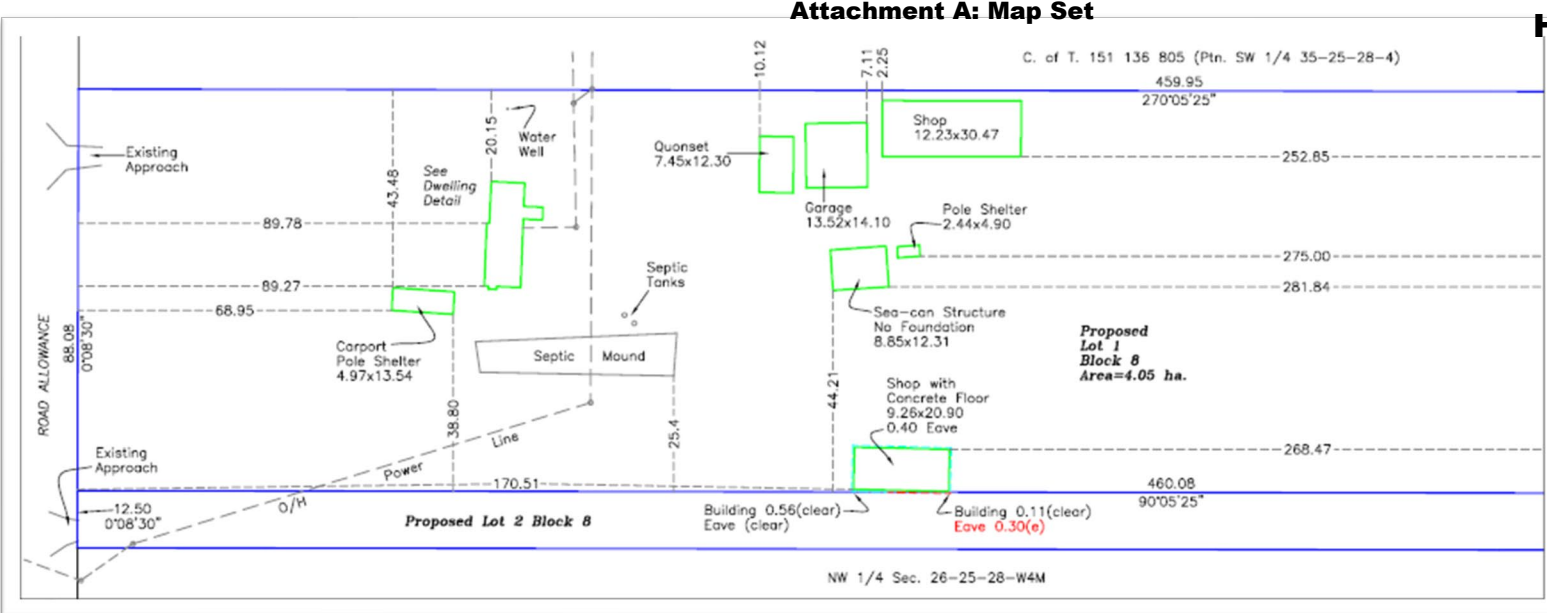 Attachment A: Map Set
H
C. of T. 151 136 805 (Ptn. SW 1/4 35-25-28-4)
459.95
270°05'25"
10.12
7.11
2.25
Shop
12.23x30.47
Water
Well
20.15
Existing
Approach
Quonset
7.45x12.30
252.85
See
Dwelling
Detail
43.48
Garage
13.52x14.10
Pole Shelter
2.44x4.90
89.78
275.00
Septic
Tanks
89.27
281.84
68.95
Sea-can Structure
No Foundation
8.85x12.31
Proposed
Lot 1
Block 8
Area=4.05 ha.
ROAD ALLOWANCE
88.08
0°08'30"
Carport
Pole Shelter
4.97x13.54
Septic Mound
44.21
Shop with
Concrete Floor
9.26x20.90
0.40 Eave
38.80
25.4
Existing
Approach
268.47
O/H Power Line
170.51
460.08
90°05'25"
12.50
0°08'30"
Proposed Lot 2 Block 8
Building 0.56(clear)
Eave (clear)
Building 0.11(clear)
Eave 0.30(e)
NW 1/4 Sec. 26-25-28-W4M